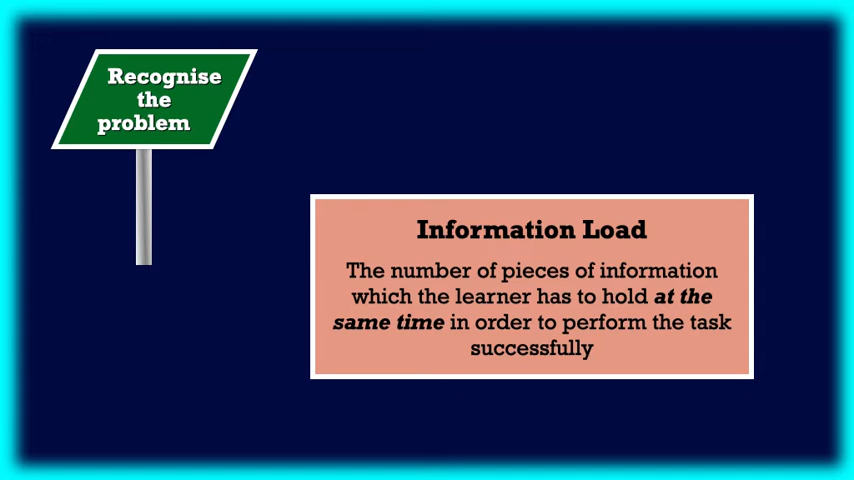 Recognise
the
problem
Information Load
The number of pieces of information
which the learner has to hold at the
same time in order to perform the task
successfully